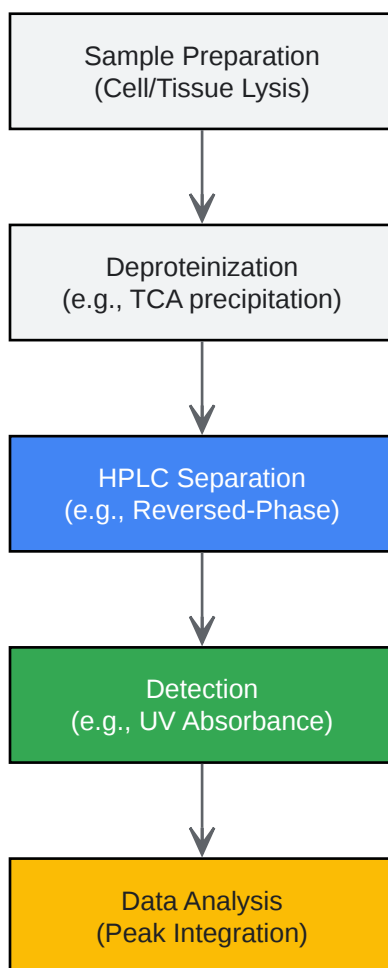 Sample Preparation
(Cell/Tissue Lysis)
Deproteinization
(e.g., TCA precipitation)
HPLC Separation
(e.g., Reversed-Phase)
Detection
(e.g., UV Absorbance)
Data Analysis
(Peak Integration)